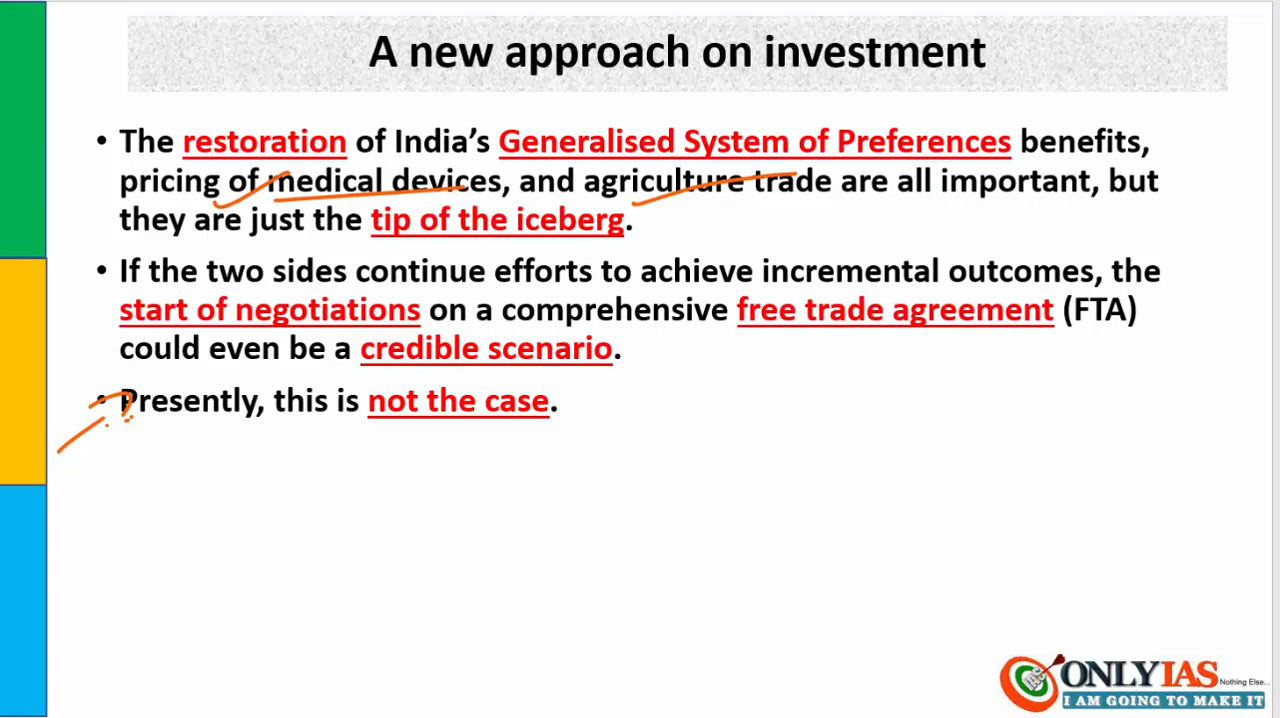 A new approach on investment
• The restoration of India’s Generalised System of Preferences benefits,
pricing of medical devices, and agriculture trade are all important, but
they are just the tip of the iceberg.
• If the two sides continue efforts to achieve incremental outcomes, the
start of negotiations on a comprehensive free trade agreement (FTA)
could even be a credible scenario.
• Presently, this is not the case.
ONLYIAS
Nothing Else...
I AM GOING TO MAKE IT